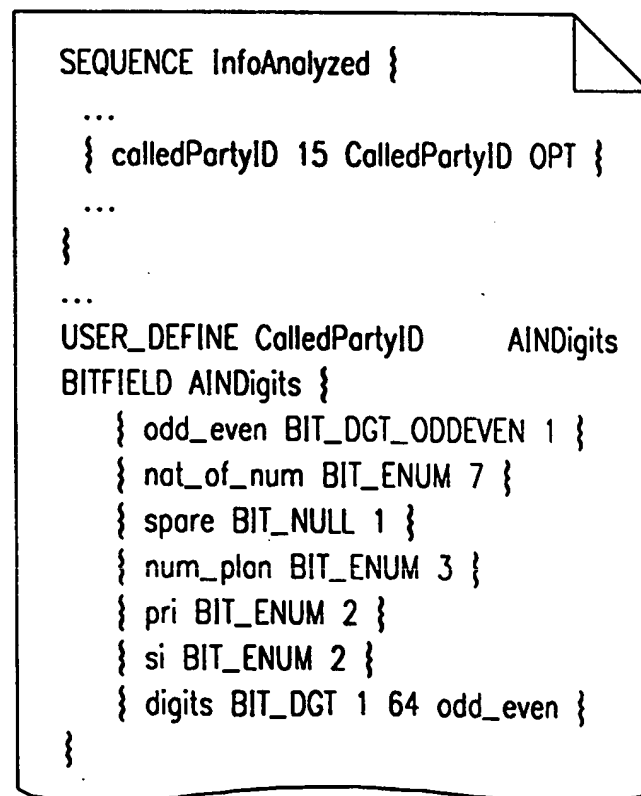 SEQUENCE InfoAnalyzed {
...
{ calledPartyID 15 CalledPartyID OPT }
...
}
...
USER_DEFINE CalledPartyID AINDigits
BITFIELD AINDigits {
{ odd_even BIT_DGT_ODDEVEN 1 }
{ nat_of_num BIT_ENUM 7 }
{ spare BIT_NULL 1 }
{ num_plan BIT_ENUM 3 }
{ pri BIT_ENUM 2 }
{ si BIT_ENUM 2 }
{ digits BIT_DGT 1 64 odd_even }
}